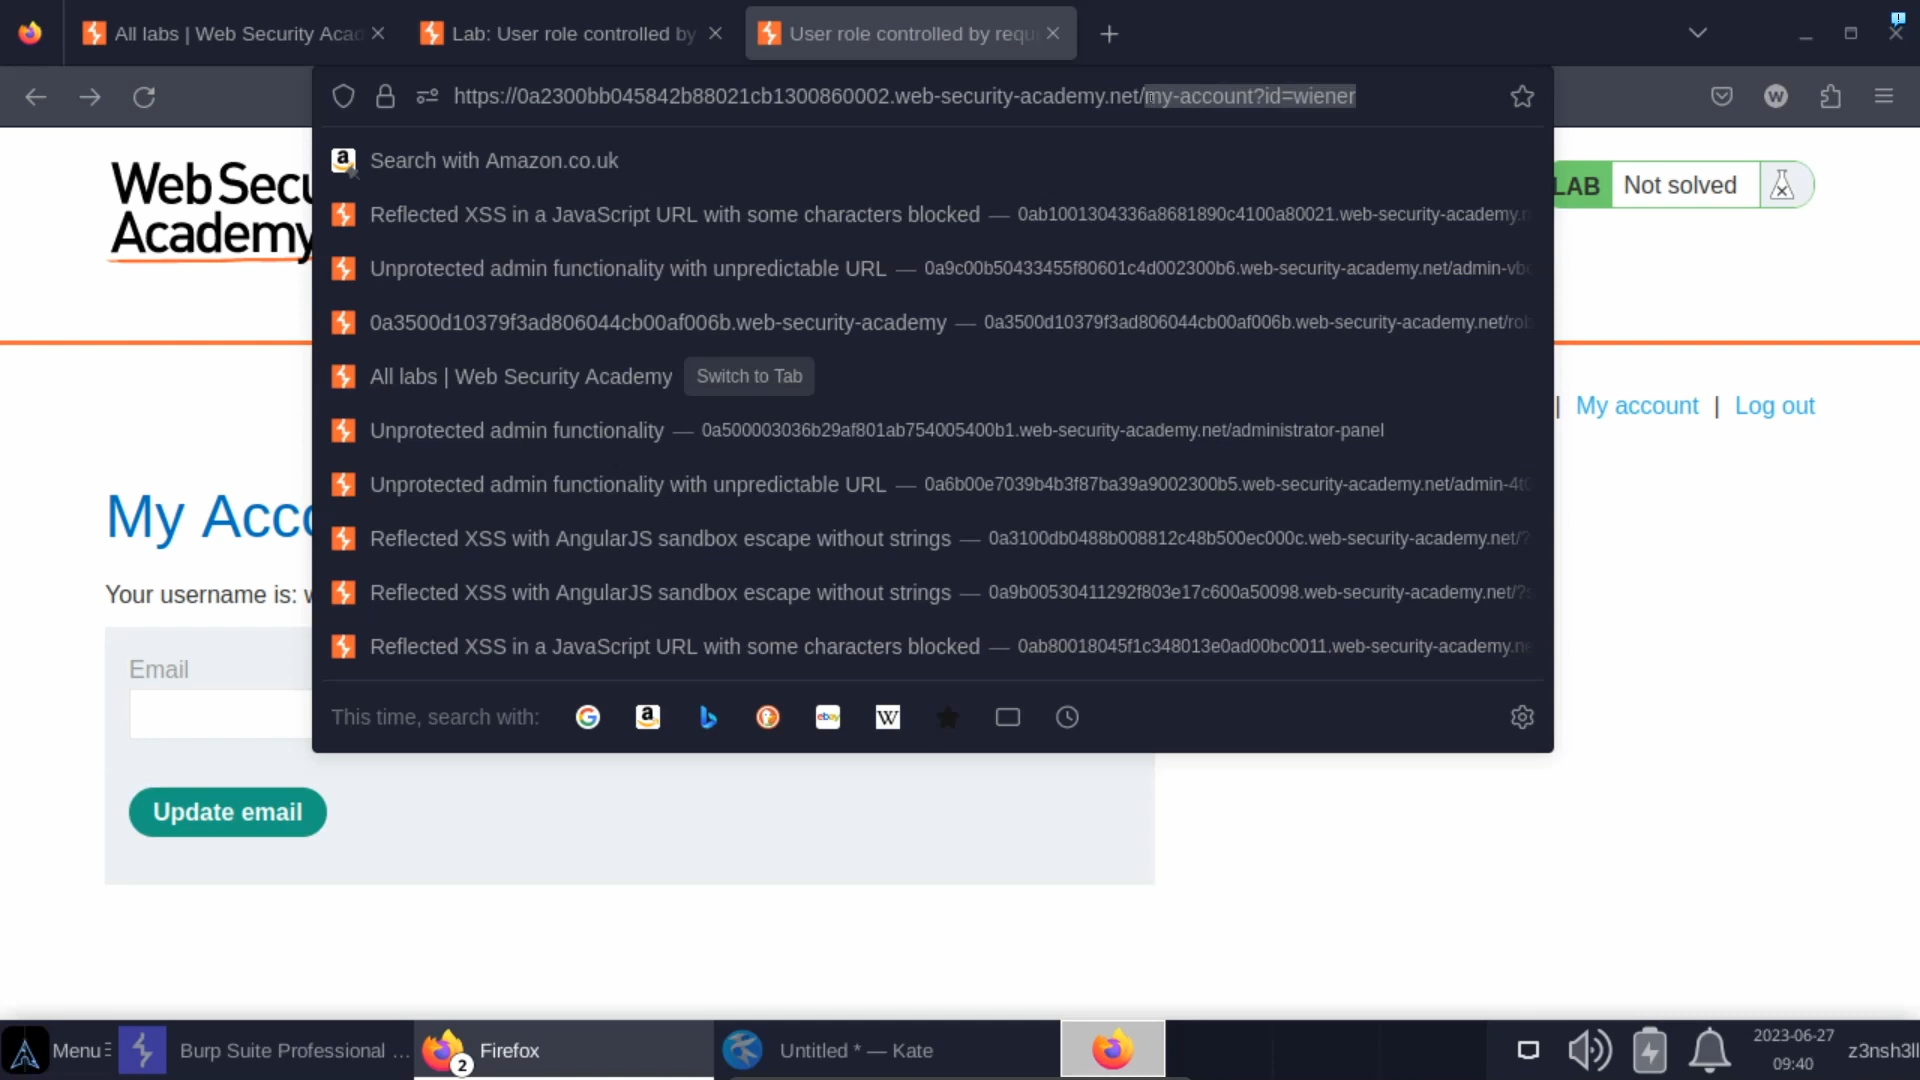 All labs | Web Security Acad
Lab: User role controlled by
User role controlled by requ
https://0a2300bb045842b88021cb1300860002.web-security-academy.net/my-account?id=wiener
W
a Search with Amazon.co.uk
Reflected XSS in a JavaScript URL with some characters blocked — 0ab1001304336a8681890c4100a80021.web-security-academy.n
Unprotected admin functionality with unpredictable URL — 0a9c00b50433455f80601c4d002300b6.web-security-academy.net/admin-vb
0a3500d10379f3ad806044cb00af006b.web-security-academy — 0a3500d10379f3ad806044cb00af006b.web-security-academy.net/rob
All labs | Web Security Academy Switch to Tab
Unprotected admin functionality — 0a500003036b29af801ab754005400b1.web-security-academy.net/administrator-panel
Unprotected admin functionality with unpredictable URL — 0a6b00e7039b4b3f87ba39a9002300b5.web-security-academy.net/admin-4t
Reflected XSS with AngularJS sandbox escape without strings — 0a3100db0488b008812c48b500ec000c.web-security-academy.net/?
Reflected XSS with AngularJS sandbox escape without strings — 0a9b00530411292f803e17c600a50098.web-security-academy.net/?
Reflected XSS in a JavaScript URL with some characters blocked — 0ab80018045f1c348013e0ad00bc0011.web-security-academy.ne
This time, search with:
a
ebay
W
Web Secu
Academy
LAB Not solved
| My account | Log out
My Acco
Your username is: w
Email
Update email
Menu
Burp Suite Professional ...
2 Firefox
Untitled * — Kate
2023-06-27
09:40
z3nsh3ll